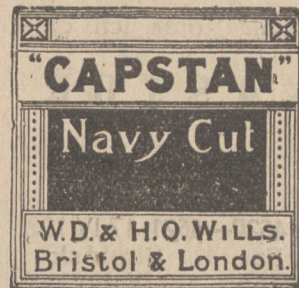 "CAPSTAN"
Navy Cut
W.D. & H.O. WILLS.
Bristol & London.